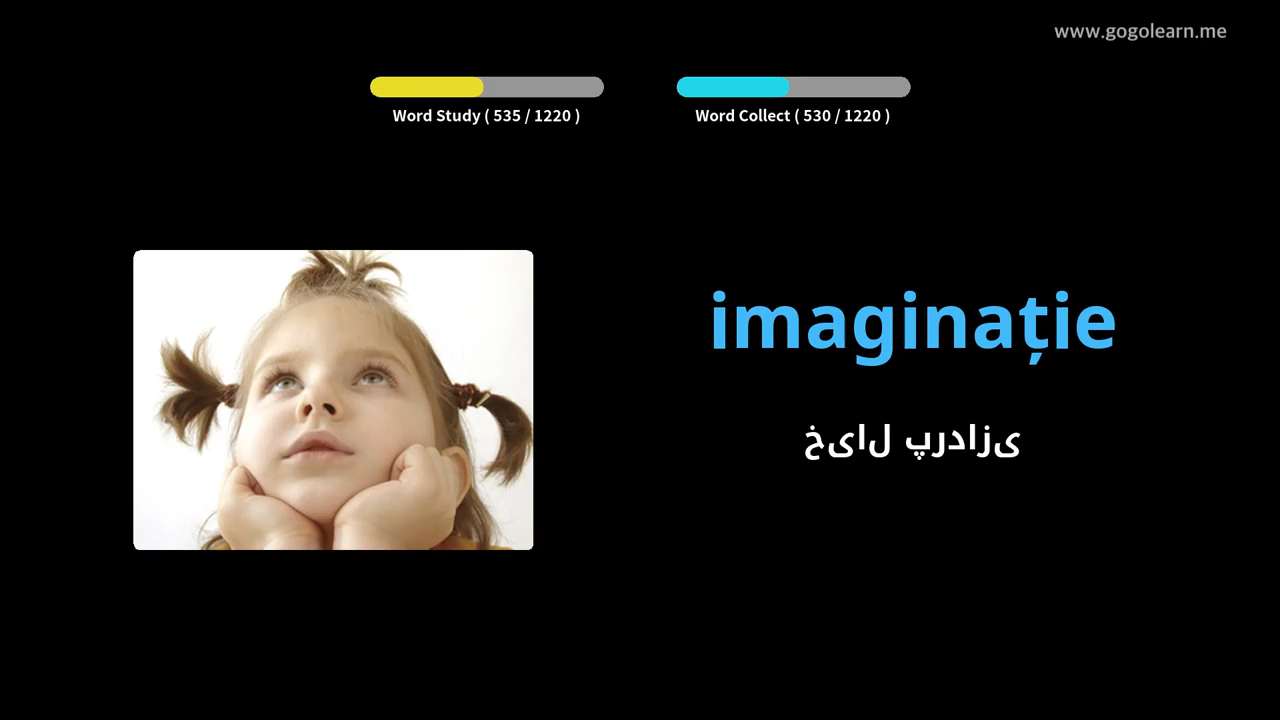 www.gogolearn.me
Word Study ( 535 / 1220 )
Word Collect ( 530 / 1220 )
imaginație
خیال پردازی